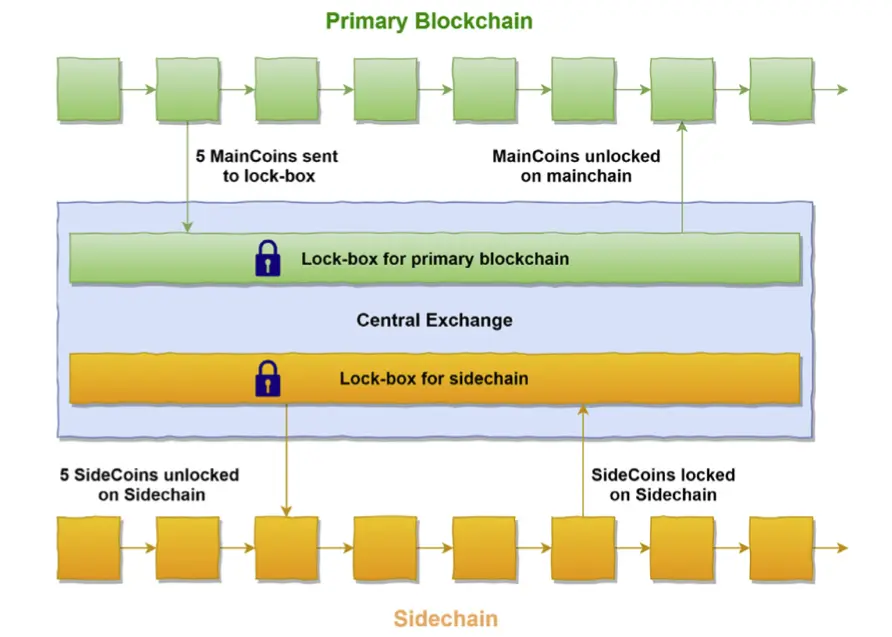 Primary Blockchain
5 MainCoins sent
to lock-box
MainCoins unlocked
on mainchain
Lock-box for primary blockchain
Central Exchange
Lock-box for sidechain
5 SideCoins unlocked
on Sidechain
SideCoins locked
on Sidechain
Sidechain